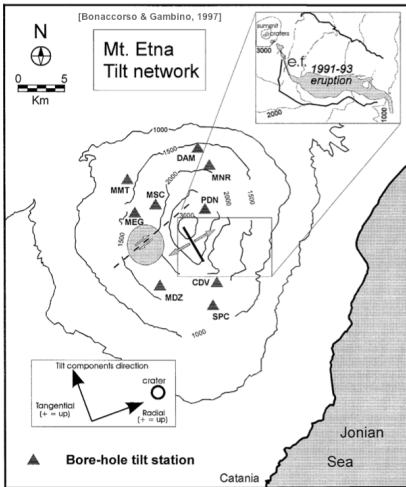 [Bonaccorso & Gambino, 1997]
N
Mt. Etna
Tilt network
0 5
Km
summit
craters
3000
e.f.
1991-93
eruption
2000
1000
1000
1500
DAM
MNR
2000
MMT
MSC
PDN
2000
1500
MEG
3000
1500
CDV
MDZ
SPC
1000
Tilt components direction
crater
Tangential
[+ = up]
Radial
[+ = up]
Bore-hole tilt station
Jonian
Sea
Catania